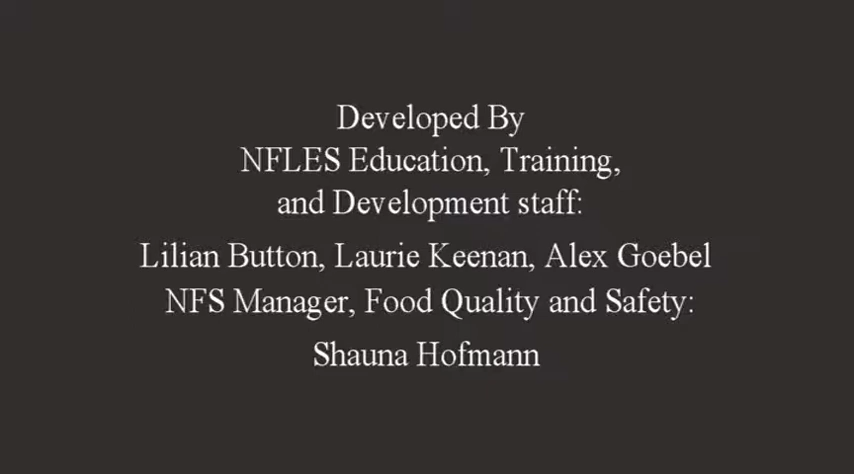 Developed By
NFLES Education, Training,
and Development staff:
Lilian Button, Laurie Keenan, Alex Goebel
NFS Manager, Food Quality and Safety:
Shauna Hofmann